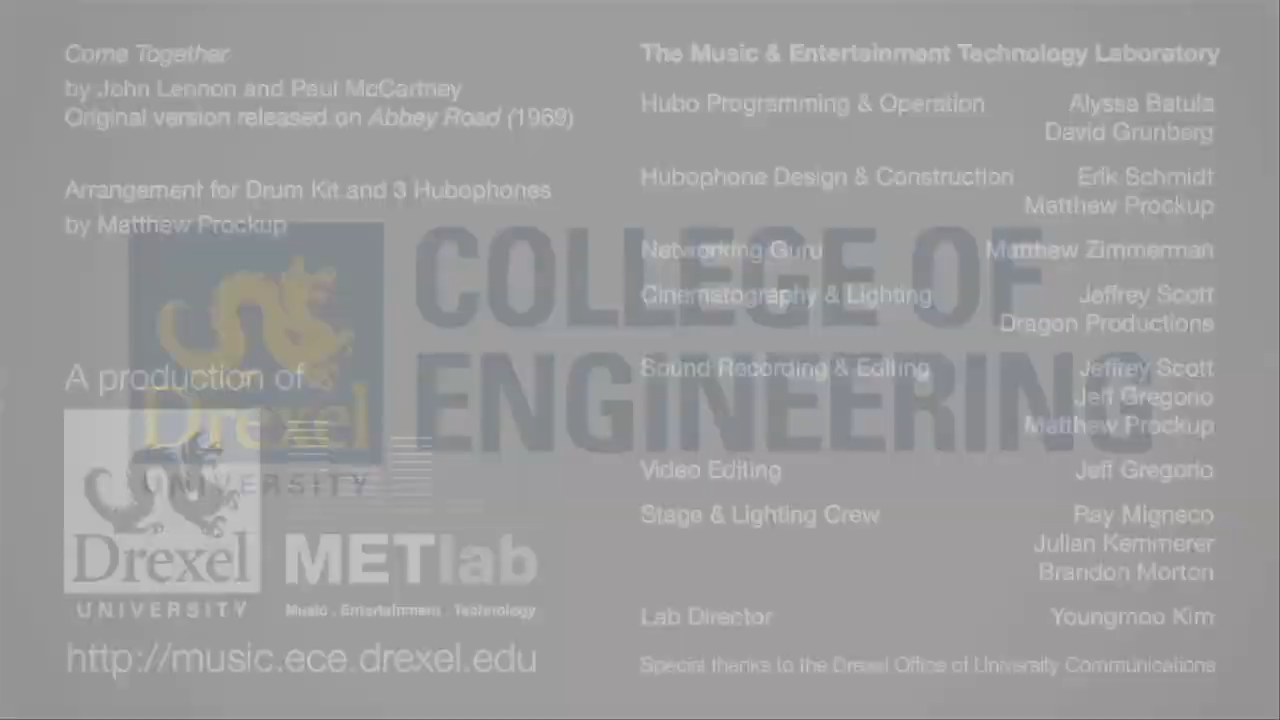 Come Together
by John Lennon and Paul McCartney
Original version released on Abbey Road (1969)
Arrangement for Drum Kit and 3 Hubophones
by Matthew Prockup
A production of
Drexel
UNIVERSITY
METlab
Music . Entertainment . Technology
http://music.ece.drexel.edu
Drexel
UNIVERSITY
COLLEGE OF
ENGINEERING
The Music & Entertainment Technology Laboratory
Hubo Programming & Operation Alyssa Batula
David Grunberg
Hubophone Design & Construction Erik Schmidt
Matthew Prockup
Networking Guru Matthew Zimmerman
Cinematography & Lighting Jeffrey Scott
Dragon Productions
Sound Recording & Editing Jeffrey Scott
Jeff Gregorio
Matthew Prockup
Video Editing Jeff Gregorio
Stage & Lighting Crew Ray Migneco
Julian Kemmerer
Brandon Morton
Lab Director Youngmoo Kim
Special thanks to the Drexel Office of University Communications